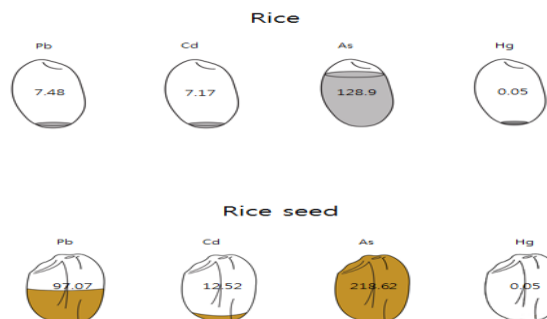 Rice
Pb Cd As Hg
7.48 7.17 128.9 0.05
Rice seed
Pb Cd As Hg
97.07 12.52 218.62 0.05